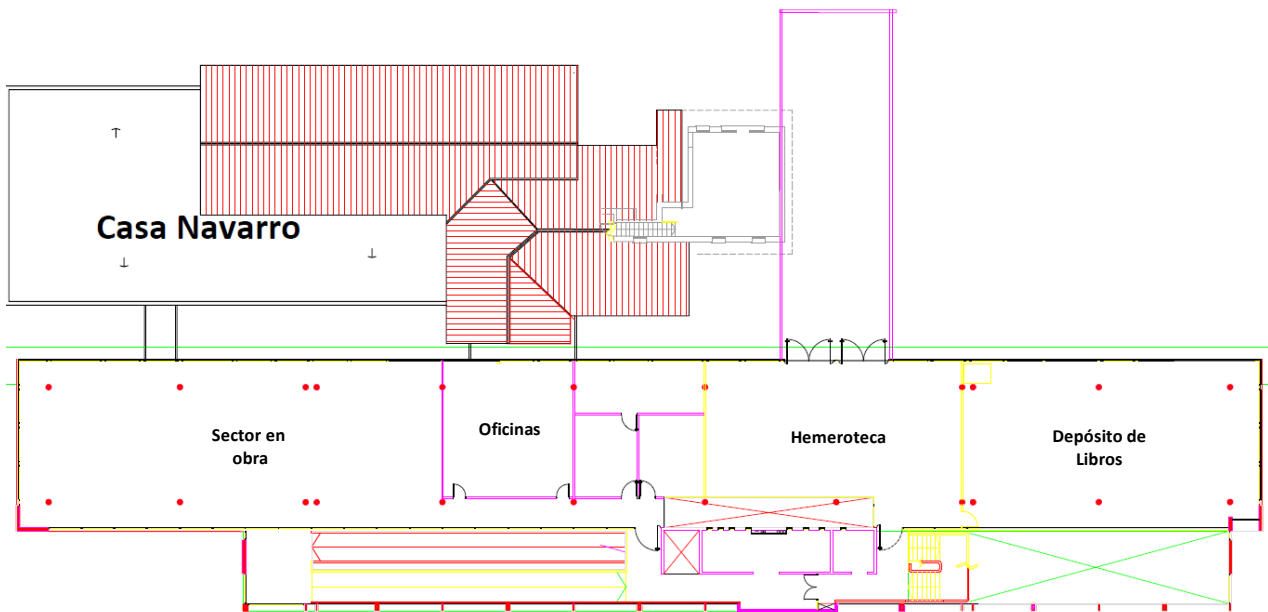 Casa Navarro
Sector en
obra
Oficinas
Hemeroteca
Depósito de
Libros